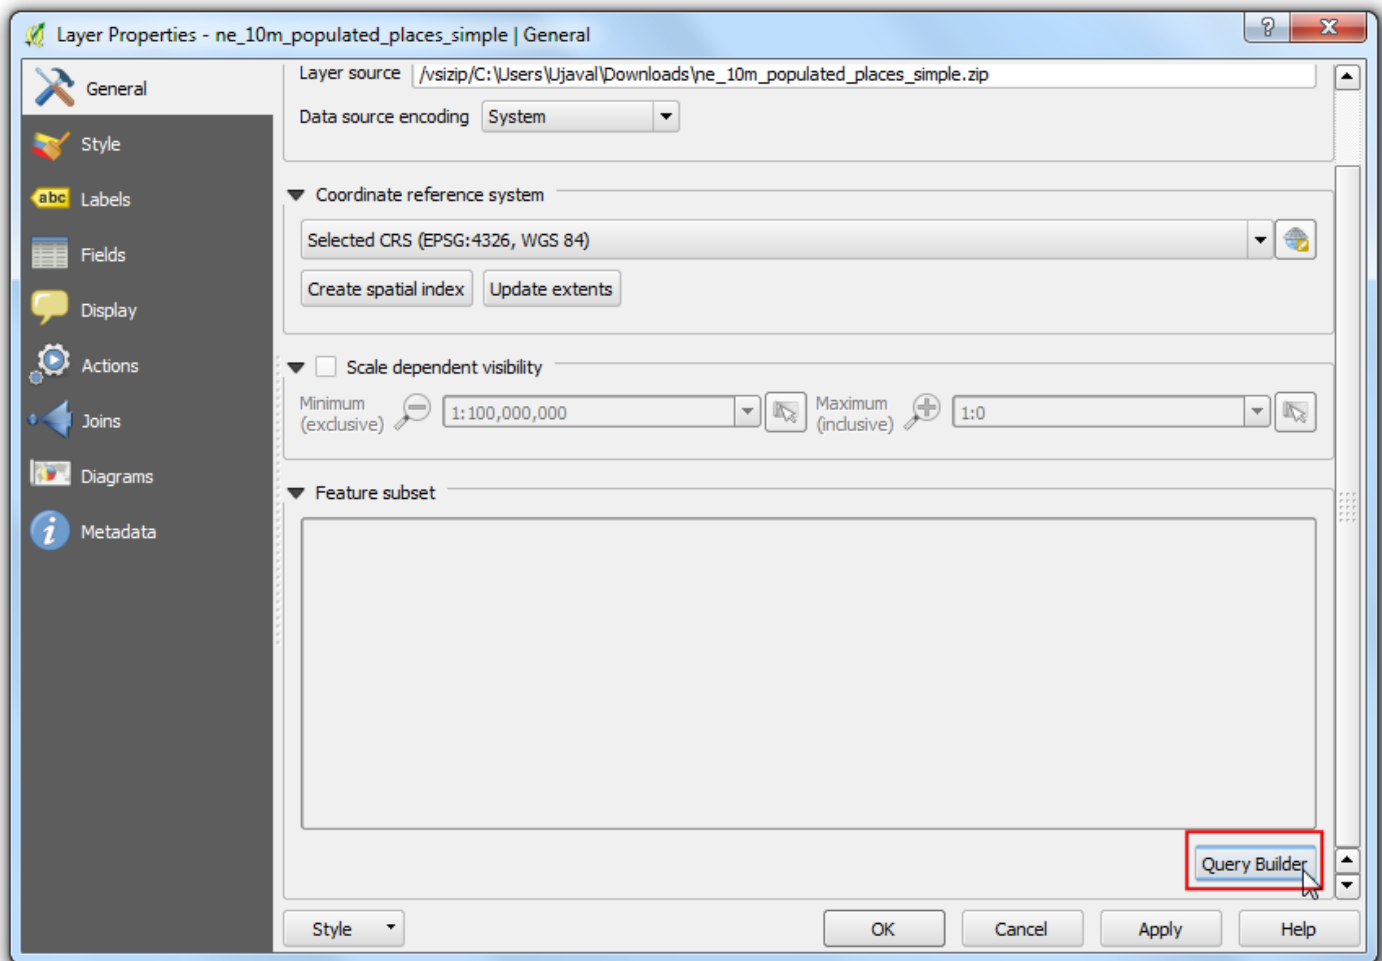 Layer Properties - ne_10m_populated_places_simple | General
General
Style
Labels
Fields
Display
Actions
Joins
Diagrams
Metadata
Layer source /vsizip/C:\Users\Ujaval\Downloads\ne_10m_populated_places_simple.zip
Data source encoding System
Coordinate reference system
Selected CRS (EPSG:4326, WGS 84)
Create spatial index Update extents
Scale dependent visibility
Minimum (exclusive) 1:100,000,000 Maximum (inclusive) 1:0
Feature subset
Query Builder
Style OK Cancel Apply Help